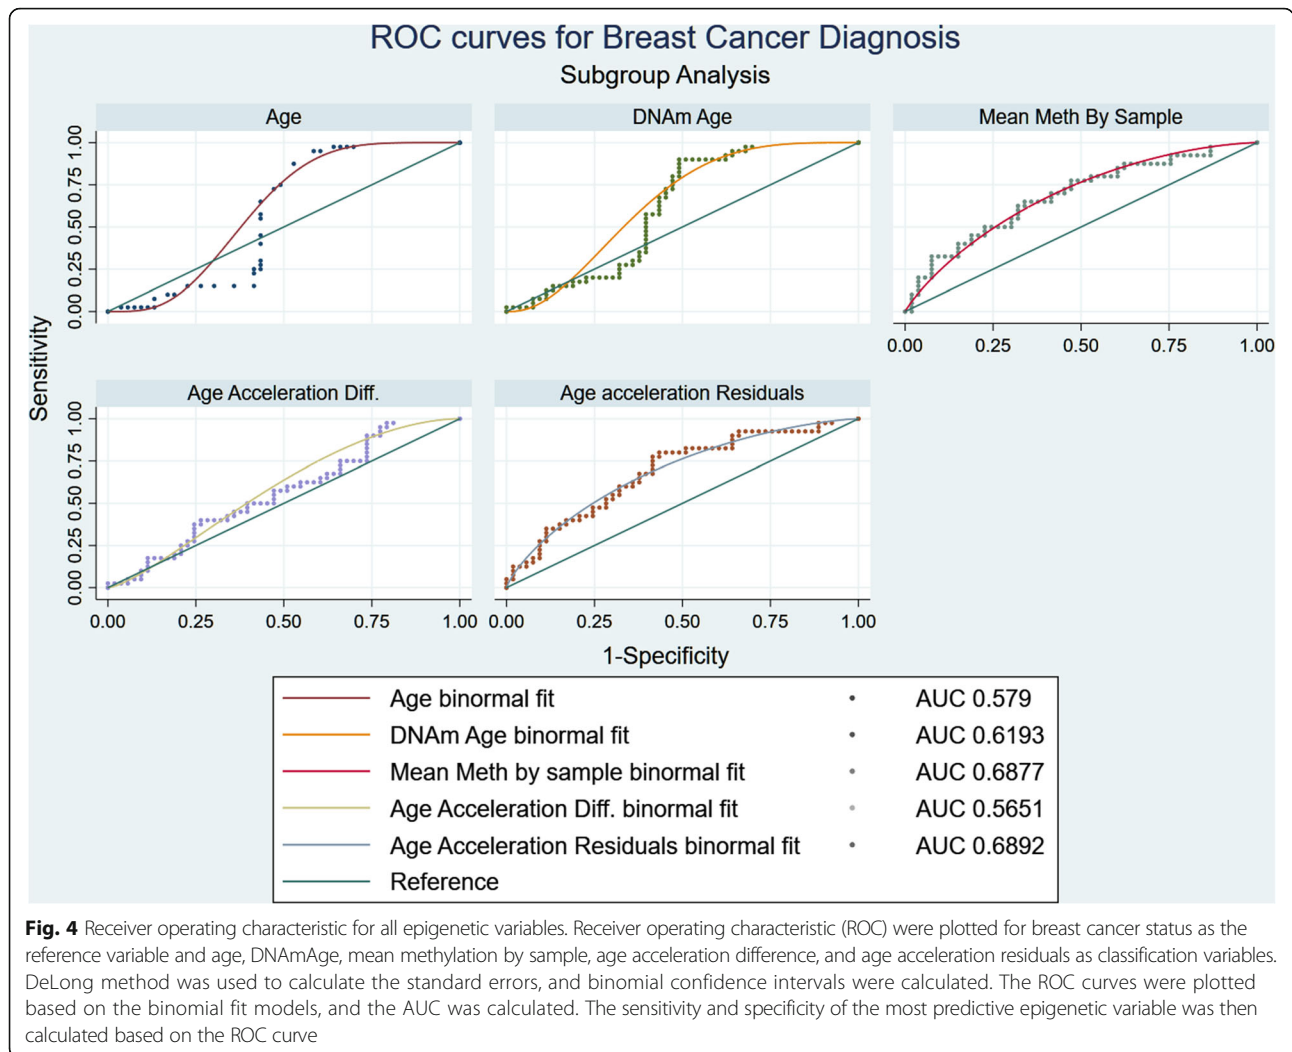 ROC curves for Breast Cancer Diagnosis
Subgroup Analysis
Age
DNAm Age
Mean Meth By Sample
0.00 0.25 0.50 0.75 1.00
0.00 0.25 0.50 0.75 1.00
Age Acceleration Diff.
Age acceleration Residuals
0.00 0.25 0.50 0.75 1.00
0.00 0.25 0.50 0.75 1.00
0.00 0.25 0.50 0.75 1.00
Sensitivity
1-Specificity
Age binormal fit AUC 0.579
DNAm Age binormal fit AUC 0.6193
Mean Meth by sample binormal fit AUC 0.6877
Age Acceleration Diff. binormal fit AUC 0.5651
Age Acceleration Residuals binormal fit AUC 0.6892
Reference
Fig. 4 Receiver operating characteristic for all epigenetic variables. Receiver operating characteristic (ROC) were plotted for breast cancer status as the
reference variable and age, DNAmAge, mean methylation by sample, age acceleration difference, and age acceleration residuals as classification variables.
DeLong method was used to calculate the standard errors, and binomial confidence intervals were calculated. The ROC curves were plotted
based on the binomial fit models, and the AUC was calculated. The sensitivity and specificity of the most predictive epigenetic variable was then
calculated based on the ROC curve